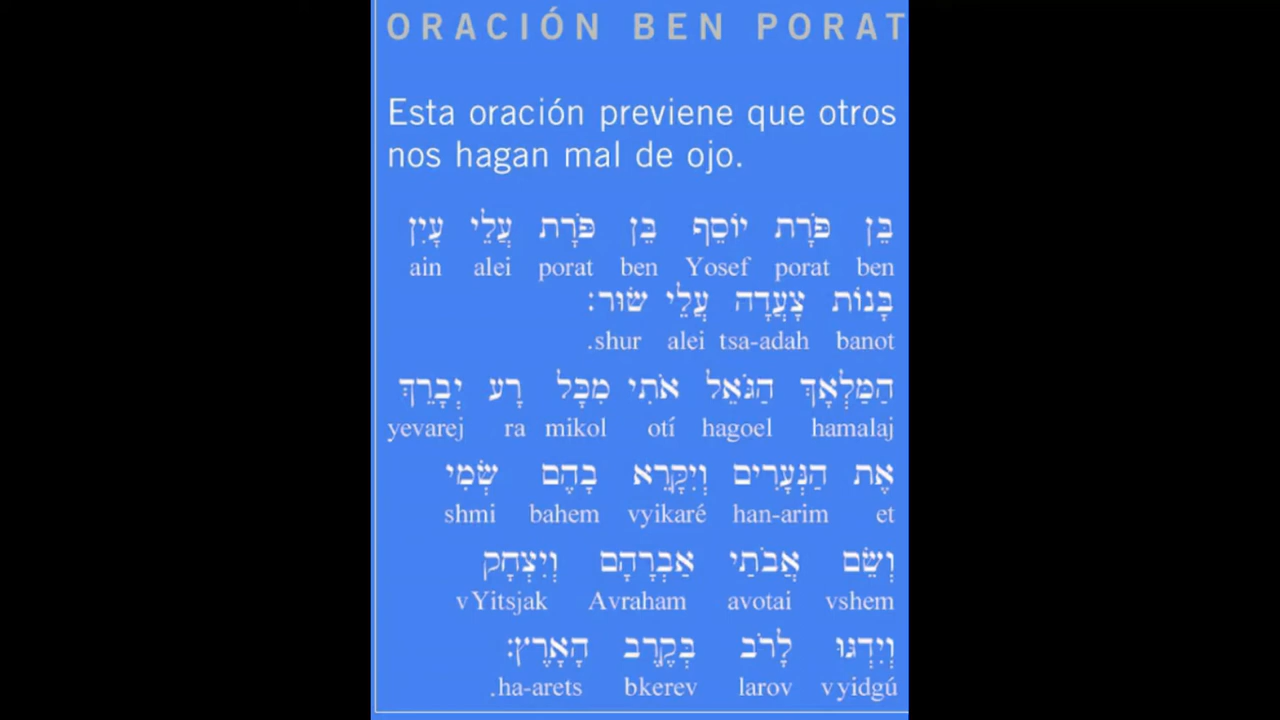 ORACIÓN BEN PORAT
Esta oración previene que otros
nos hagan mal de ojo.
בֵּן פֹּרָת יוֹסֵף בֵּן פֹּרָת עֲלֵי עָיִן
ain alei porat ben Yosef porat ben
בָּנוֹת צָעֲדָה עֲלֵי שׂוּר:
.shur alei tsa-adah banot
הַמַּלְאָךְ הַגֹּאֵל אֹתִי מִכָּל רָע יְבָרֵךְ
yevarej ra mikol otí hagoel hamalaj
אֶת הַנְּעָרִים וְיִקָּרֵא בָהֶם שְׂמִי
shmi bahem vyikaré han-arim et
וְשֵׂם אֲבֹתַי אַבְרָהָם וְיִצְחָק
vYitsjak Avraham avotai vshem
וְיִדְגּוּ לָרֹב בְּקֶרֶב הָאָרֶץ:
.ha-arets bkerev larov vyidgú